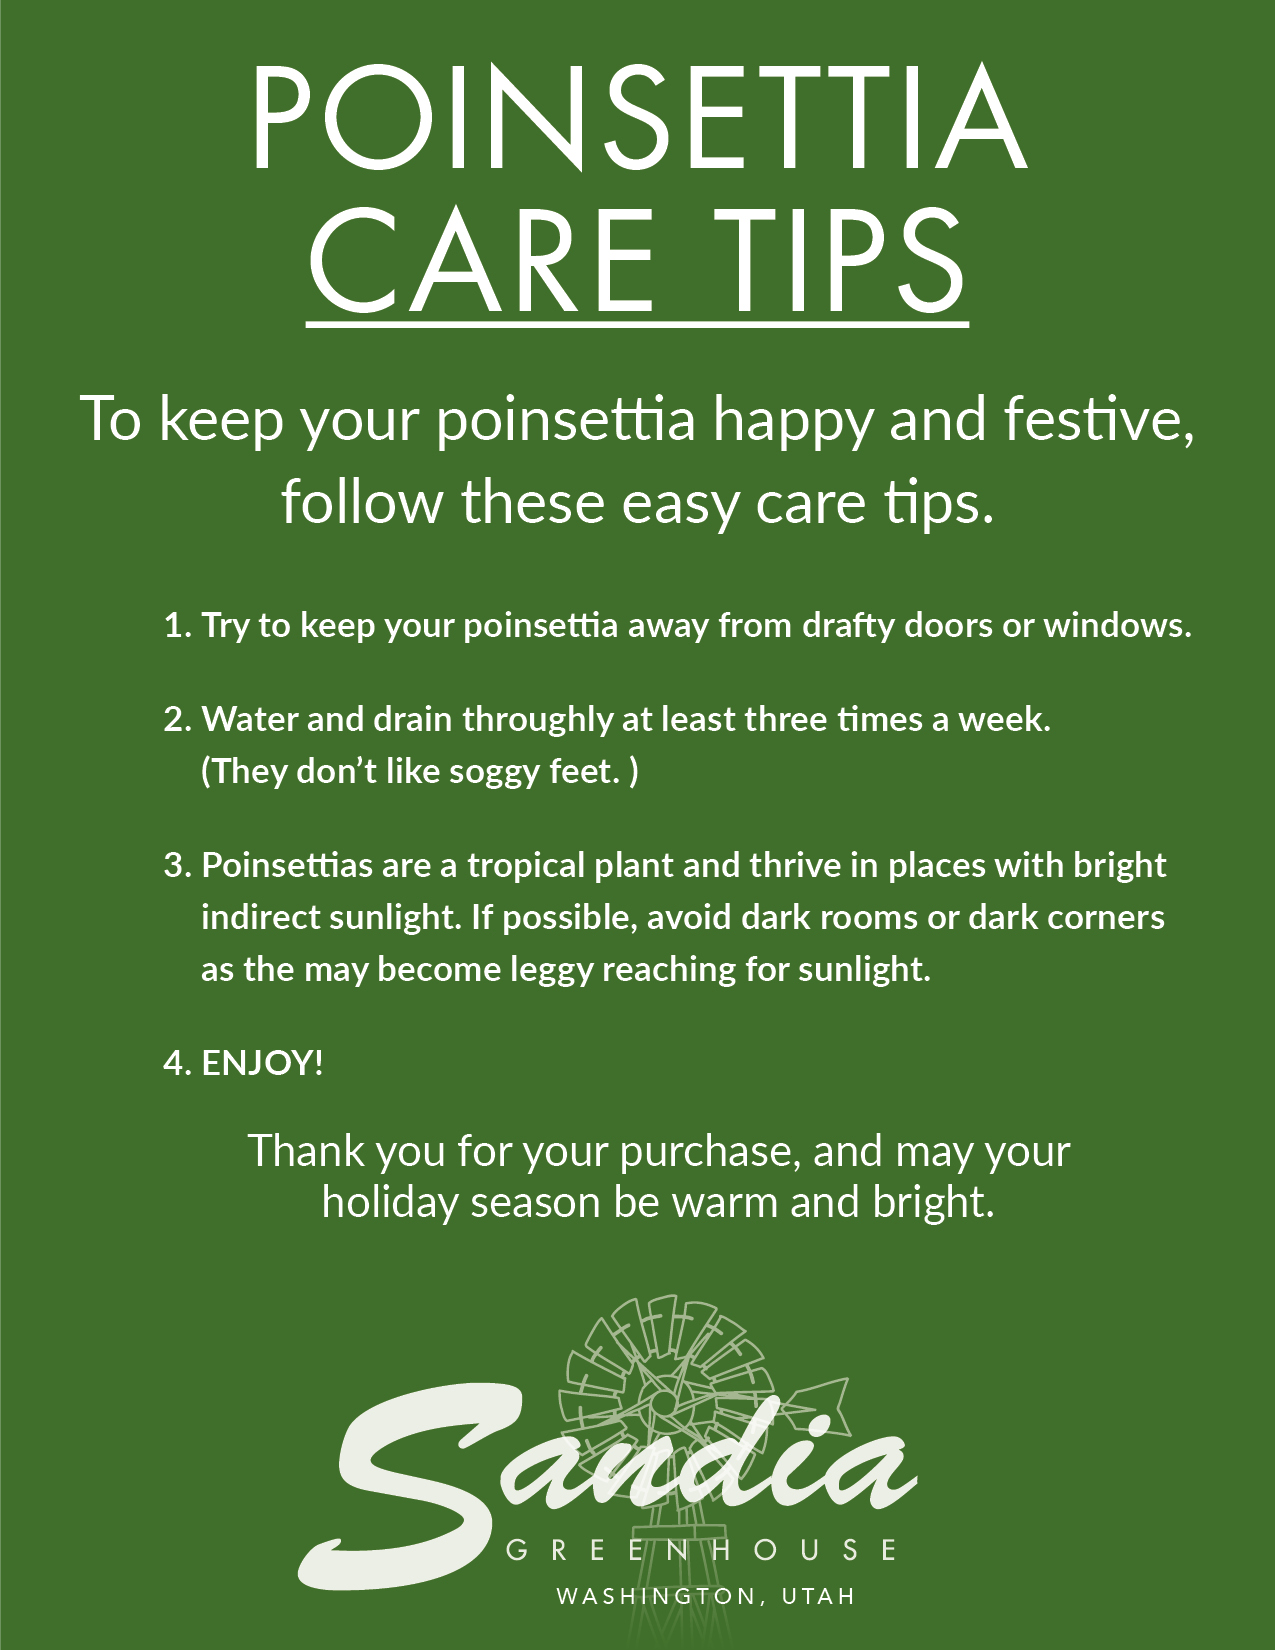 POINSETTIA
CARE TIPS
To keep your poinsettia happy and festive,
follow these easy care tips.
1. Try to keep your poinsettia away from drafty doors or windows.
2. Water and drain throughly at least three times a week.
(They don’t like soggy feet. )
3. Poinsettias are a tropical plant and thrive in places with bright
indirect sunlight. If possible, avoid dark rooms or dark corners
as the may become leggy reaching for sunlight.
4. ENJOY!
Thank you for your purchase, and may your
holiday season be warm and bright.
Sandia
GREENHOUSE
WASHINGTON, UTAH